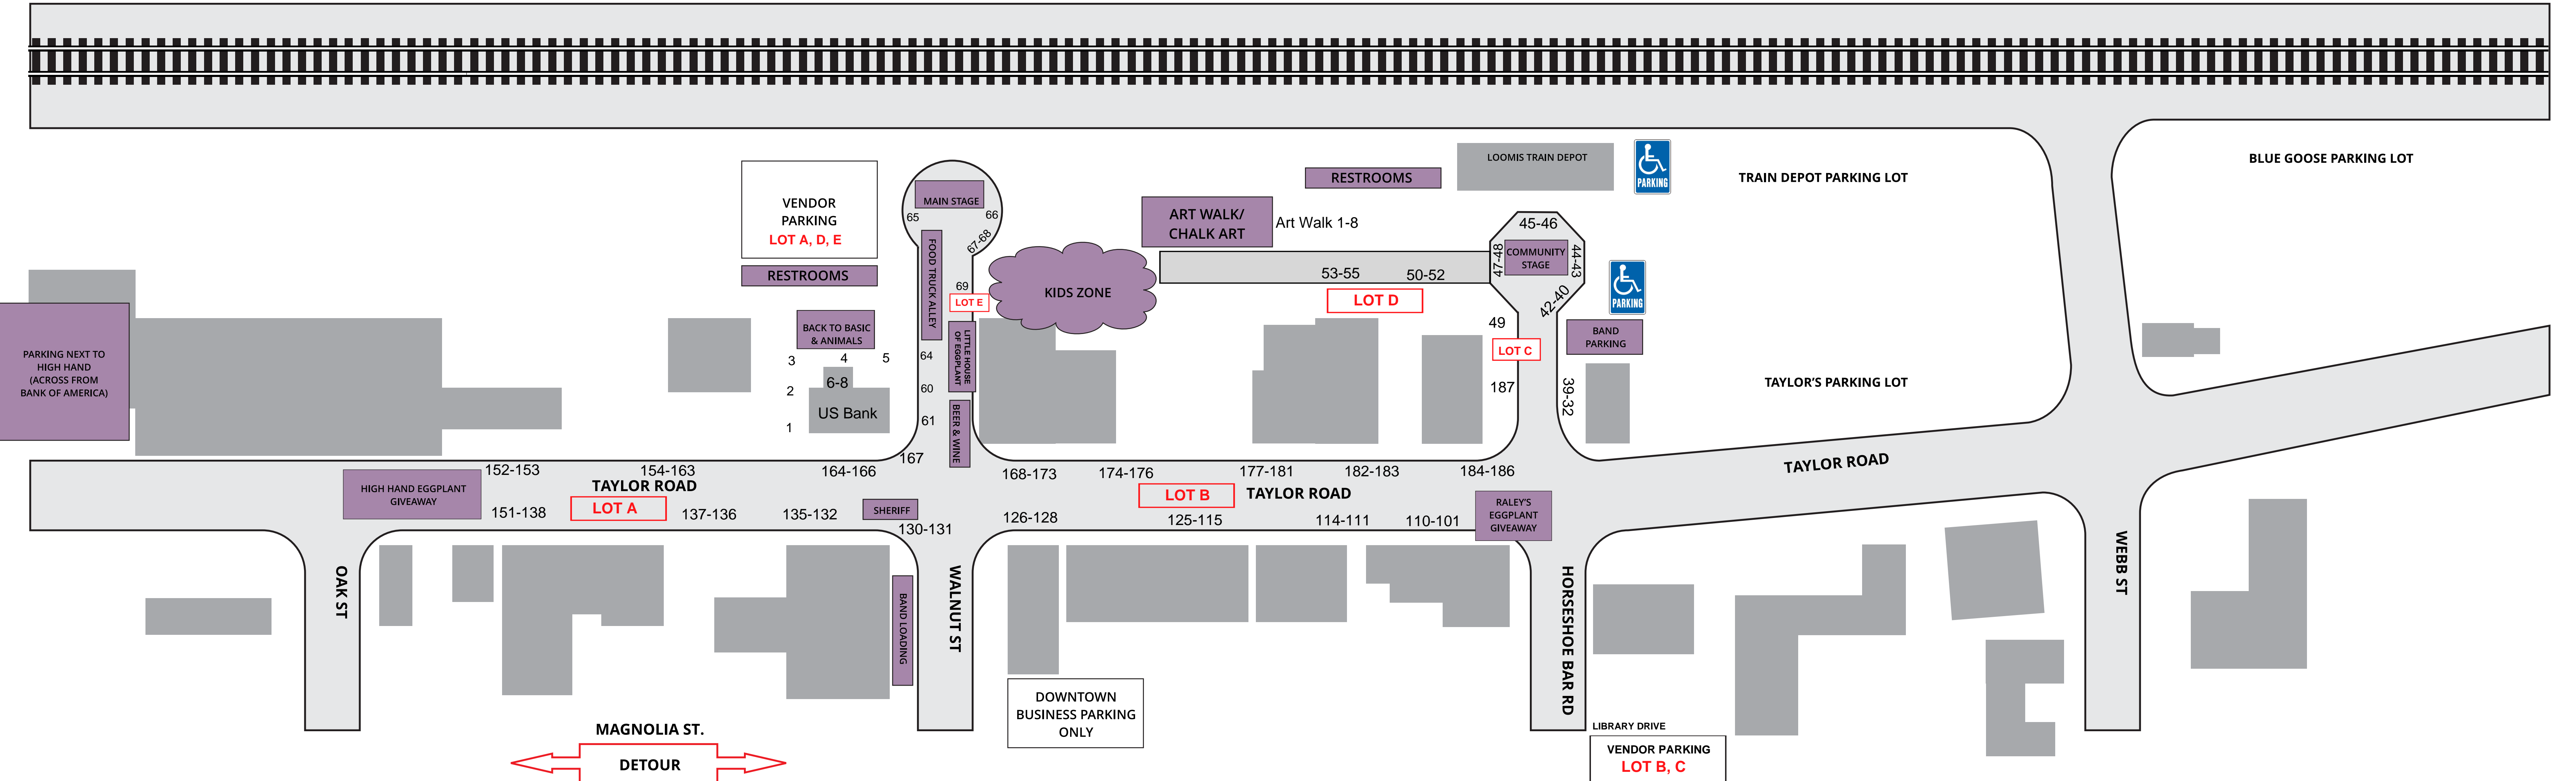 LOOMIS TRAIN DEPOT
PARKING
TRAIN DEPOT PARKING LOT
BLUE GOOSE PARKING LOT
RESTROOMS
VENDOR
PARKING
LOT A, D, E
RESTROOMS
MAIN STAGE
65
66
67-68
FOOD TRUCK ALLEY
69
LOT E
KIDS ZONE
ART WALK/
CHALK ART
Art Walk 1-8
53-55
50-52
LOT D
45-46
47-48
COMMUNITY
STAGE
44-43
42-40
PARKING
49
LOT C
BAND
PARKING
187
39-32
TAYLOR'S PARKING LOT
PARKING NEXT TO
HIGH HAND
(ACROSS FROM
BANK OF AMERICA)
BACK TO BASIC
& ANIMALS
3
4
5
2
6-8
1
US Bank
64
60
61
LITTLE HOUSE
OF EGGPLANT
BEER & WINE
167
152-153
154-163
164-166
168-173
174-176
177-181
182-183
184-186
HIGH HAND EGGPLANT
GIVEAWAY
TAYLOR ROAD
LOT A
151-138
137-136
135-132
SHERIFF
130-131
126-128
LOT B
TAYLOR ROAD
125-115
114-111
110-101
RALEY'S
EGGPLANT
GIVEAWAY
TAYLOR ROAD
OAK ST
BAND LOADING
WALNUT ST
HORSESHOE BAR RD
WEBB ST
DOWNTOWN
BUSINESS PARKING
ONLY
MAGNOLIA ST.
DETOUR
LIBRARY DRIVE
VENDOR PARKING
LOT B, C